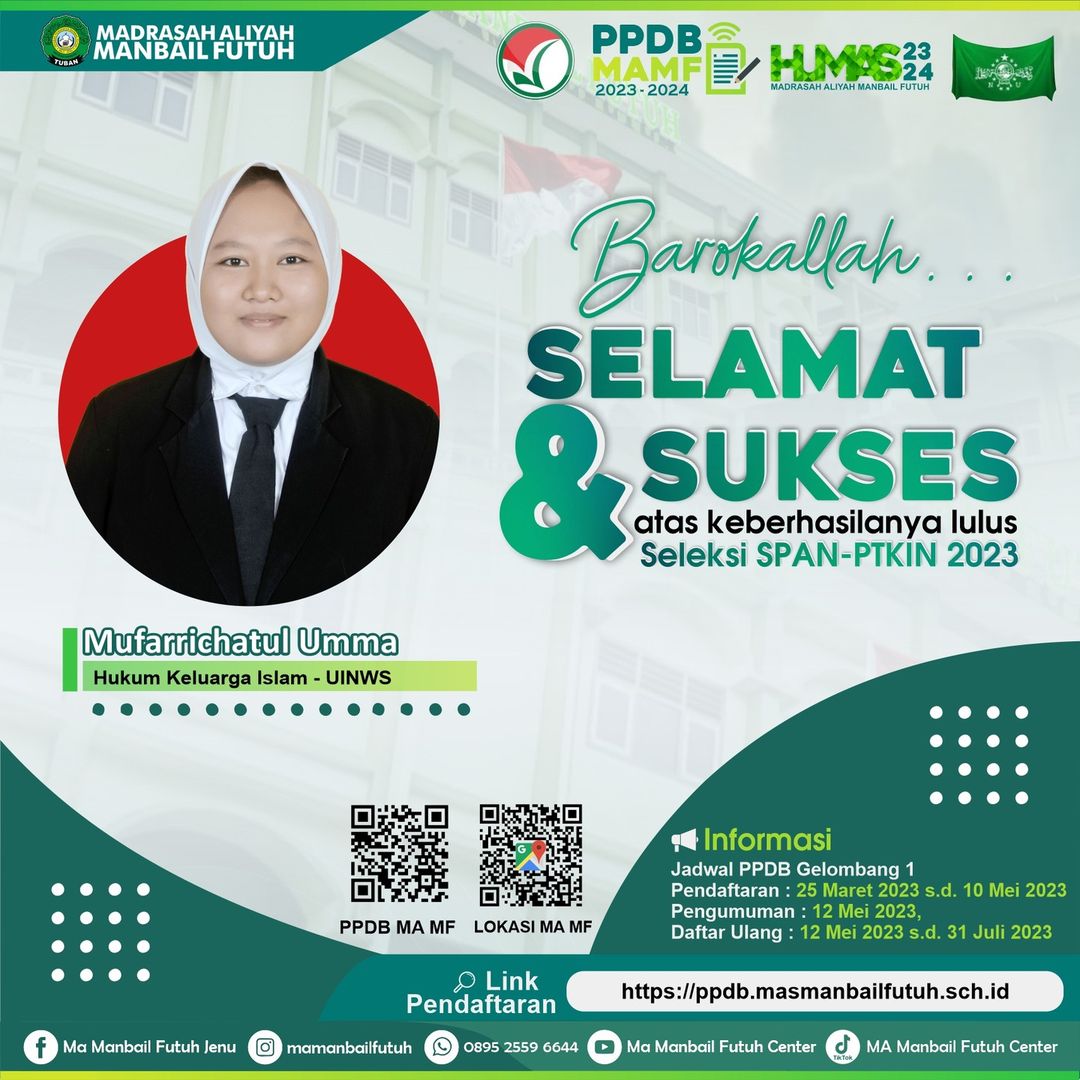 MADRASAH ALIYAH
MANBAIL FUTUH
TUBAN
PPDB
MAMF
2023 - 2024
HUMAS 23
24
MADRASAH ALIYAH MANBAIL FUTUH
N U
Barokallah...
SELAMAT
& SUKSES
atas keberhasilanya lulus
Seleksi SPAN-PTKIN 2023
Mufarrichatul Umma
Hukum Keluarga Islam - UINWS
PPDB MA MF
LOKASI MA MF
Informasi
Jadwal PPDB Gelombang 1
Pendaftaran : 25 Maret 2023 s.d. 10 Mei 2023
Pengumuman : 12 Mei 2023,
Daftar Ulang : 12 Mei 2023 s.d. 31 Juli 2023
Link
Pendaftaran
https://ppdb.masmanbailfutuh.sch.id
Ma Manbail Futuh Jenu
mamanbailfutuh
0895 2559 6644
Ma Manbail Futuh Center
TikTok
MA Manbail Futuh Center